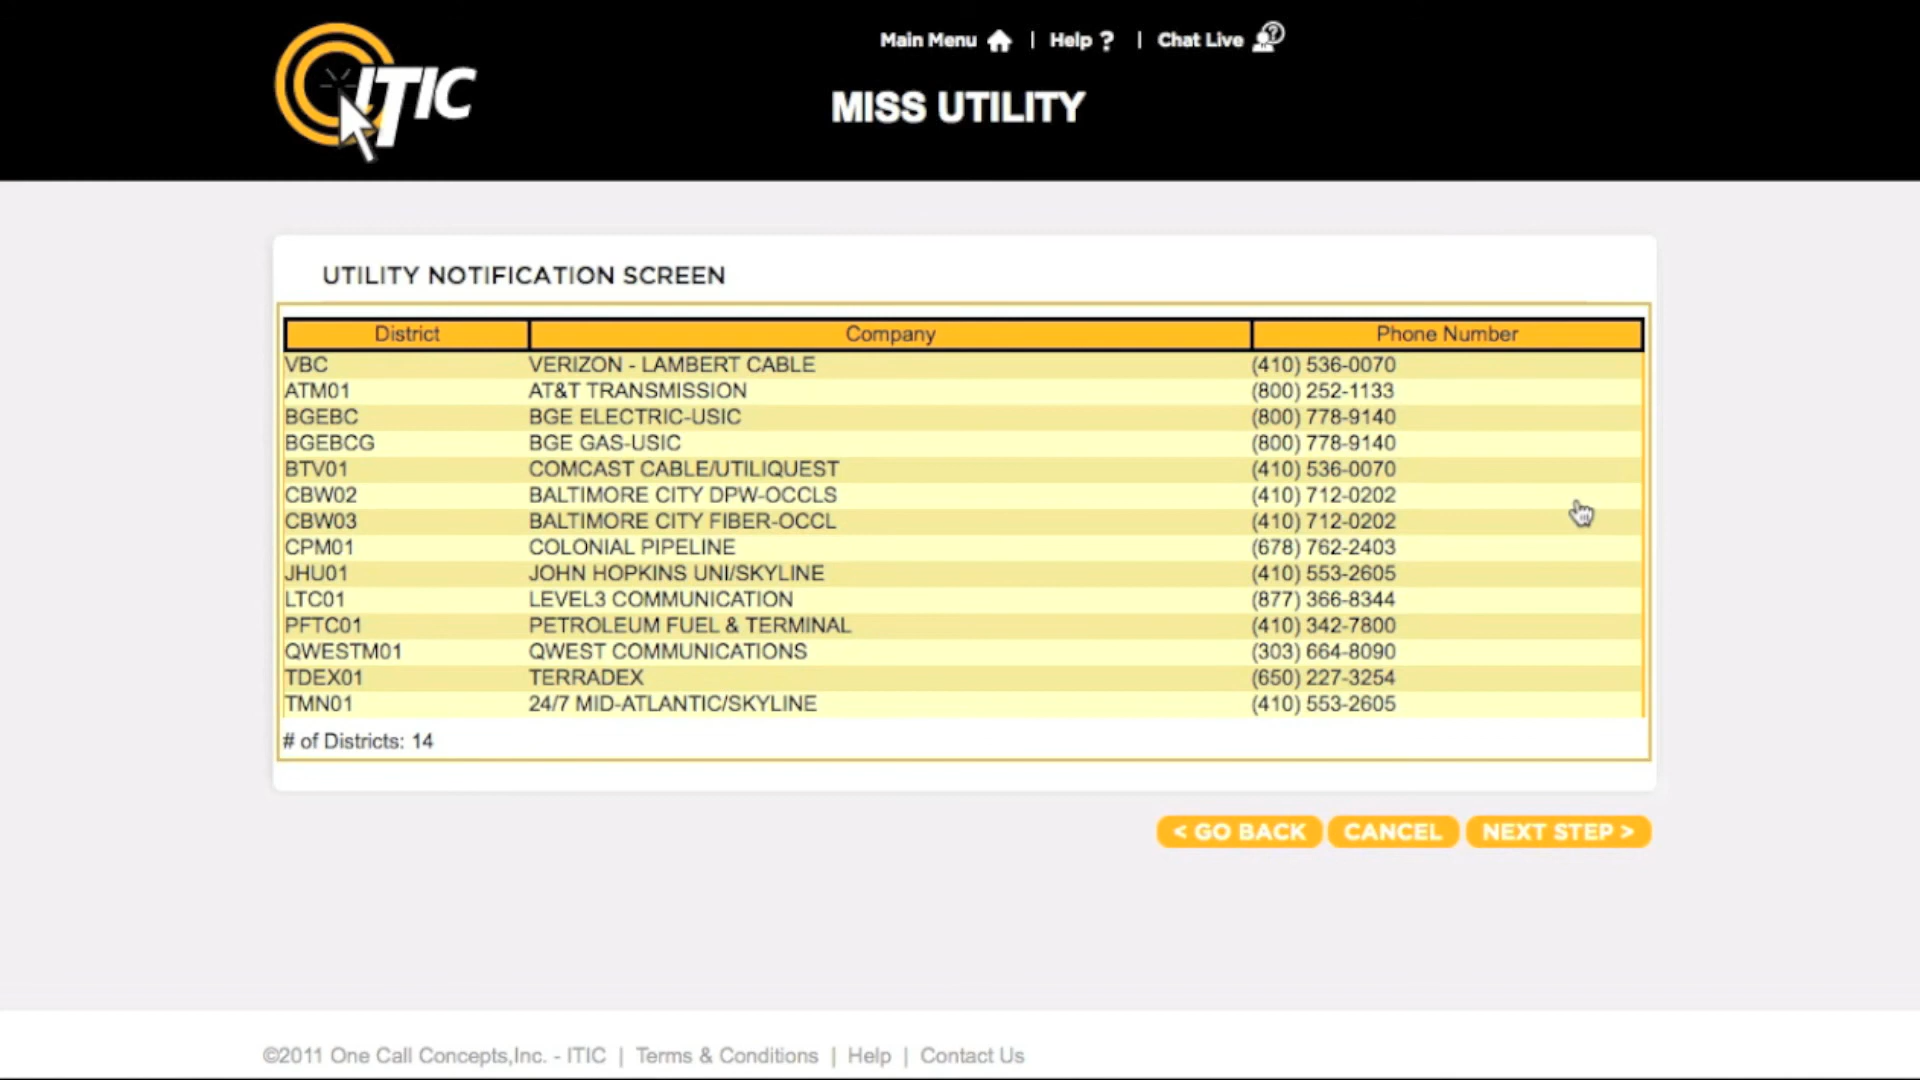 Main Menu | Help ? | Chat Live
ITIC
MISS UTILITY
UTILITY NOTIFICATION SCREEN
District Company Phone Number
VBC VERIZON - LAMBERT CABLE (410) 536-0070
ATM01 AT&T TRANSMISSION (800) 252-1133
BGEBC BGE ELECTRIC-USIC (800) 778-9140
BGEBCG BGE GAS-USIC (800) 778-9140
BTV01 COMCAST CABLE/UTILIQUEST (410) 536-0070
CBW02 BALTIMORE CITY DPW-OCCLS (410) 712-0202
CBW03 BALTIMORE CITY FIBER-OCCL (410) 712-0202
CPM01 COLONIAL PIPELINE (678) 762-2403
JHU01 JOHN HOPKINS UNI/SKYLINE (410) 553-2605
LTC01 LEVEL3 COMMUNICATION (877) 366-8344
PFTC01 PETROLEUM FUEL & TERMINAL (410) 342-7800
QWESTM01 QWEST COMMUNICATIONS (303) 664-8090
TDEX01 TERRADEX (650) 227-3254
TMN01 24/7 MID-ATLANTIC/SKYLINE (410) 553-2605
# of Districts: 14
< GO BACK CANCEL NEXT STEP >
©2011 One Call Concepts,Inc. - ITIC | Terms & Conditions | Help | Contact Us